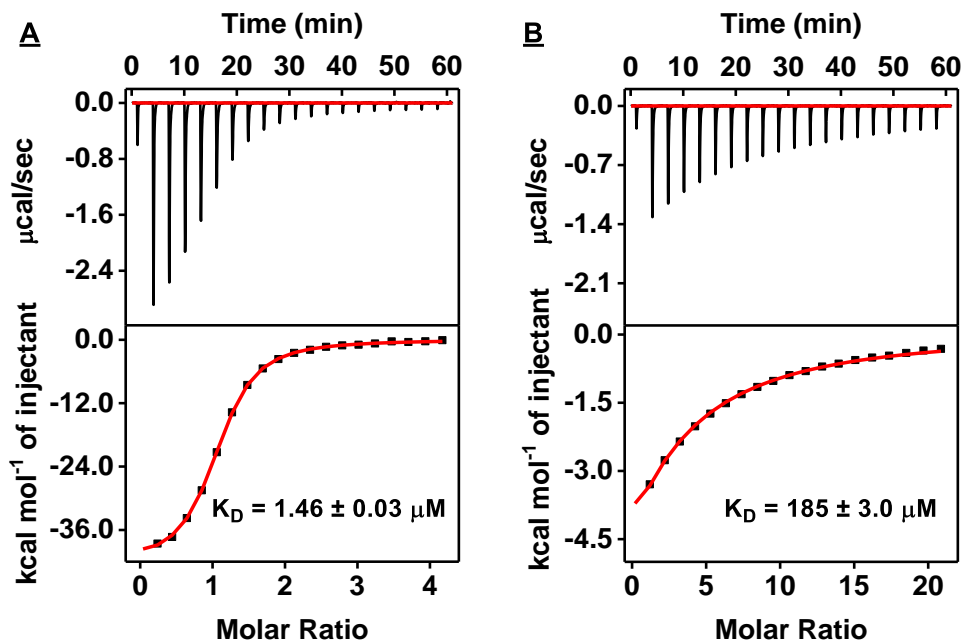 A
Time (min)
0 10 20 30 40 50 60
0.0
-0.8
-1.6
-2.4
μcal/sec
0.0
-12.0
-24.0
-36.0
kcal mol⁻¹ of injectant
K_D = 1.46 ± 0.03 μM
0 1 2 3 4
Molar Ratio
B
Time (min)
0 10 20 30 40 50 60
0.0
-0.7
-1.4
-2.1
μcal/sec
0.0
-1.5
-3.0
-4.5
kcal mol⁻¹ of injectant
K_D = 185 ± 3.0 μM
0 5 10 15 20
Molar Ratio